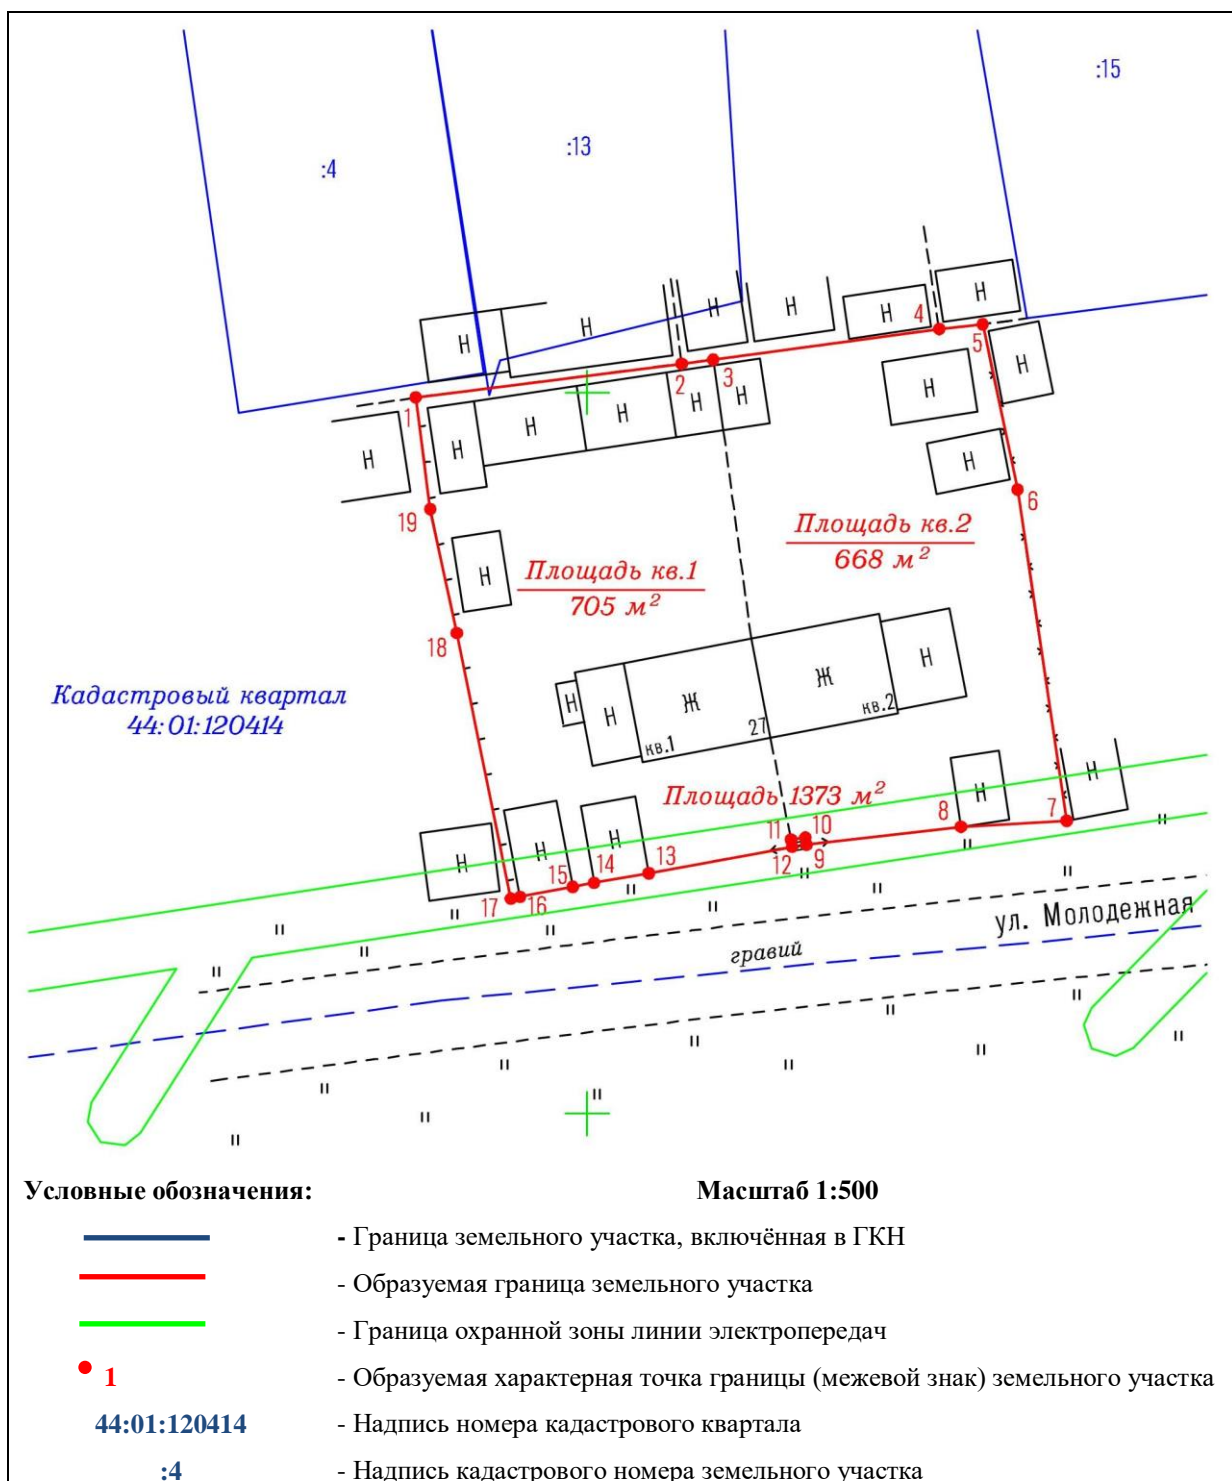 :15
:13
:4
Н
Н
Н
Н
Н
Н
4
5
Н
2
3
1
Н
Н
Н
Н
Н
Н
Н
Н
Н
6
19
Площадь кв.2
668 м²
Площадь кв.1
705 м²
Н
18
Н
Ж
Ж
Н
Н
кв.2
27
кв.1
Кадастровый квартал
44:01:120414
Площадь 1373 м²
Н
Н
8
7
11
10
12
9
Н
Н
Н
13
14
15
16
17
ул. Молодежная
гравий
Условные обозначения:
Масштаб 1:500
- Граница земельного участка, включённая в ГКН
- Образуемая граница земельного участка
- Граница охранной зоны линии электропередач
1 - Образуемая характерная точка границы (межевой знак) земельного участка
44:01:120414 - Надпись номера кадастрового квартала
:4 - Надпись кадастрового номера земельного участка